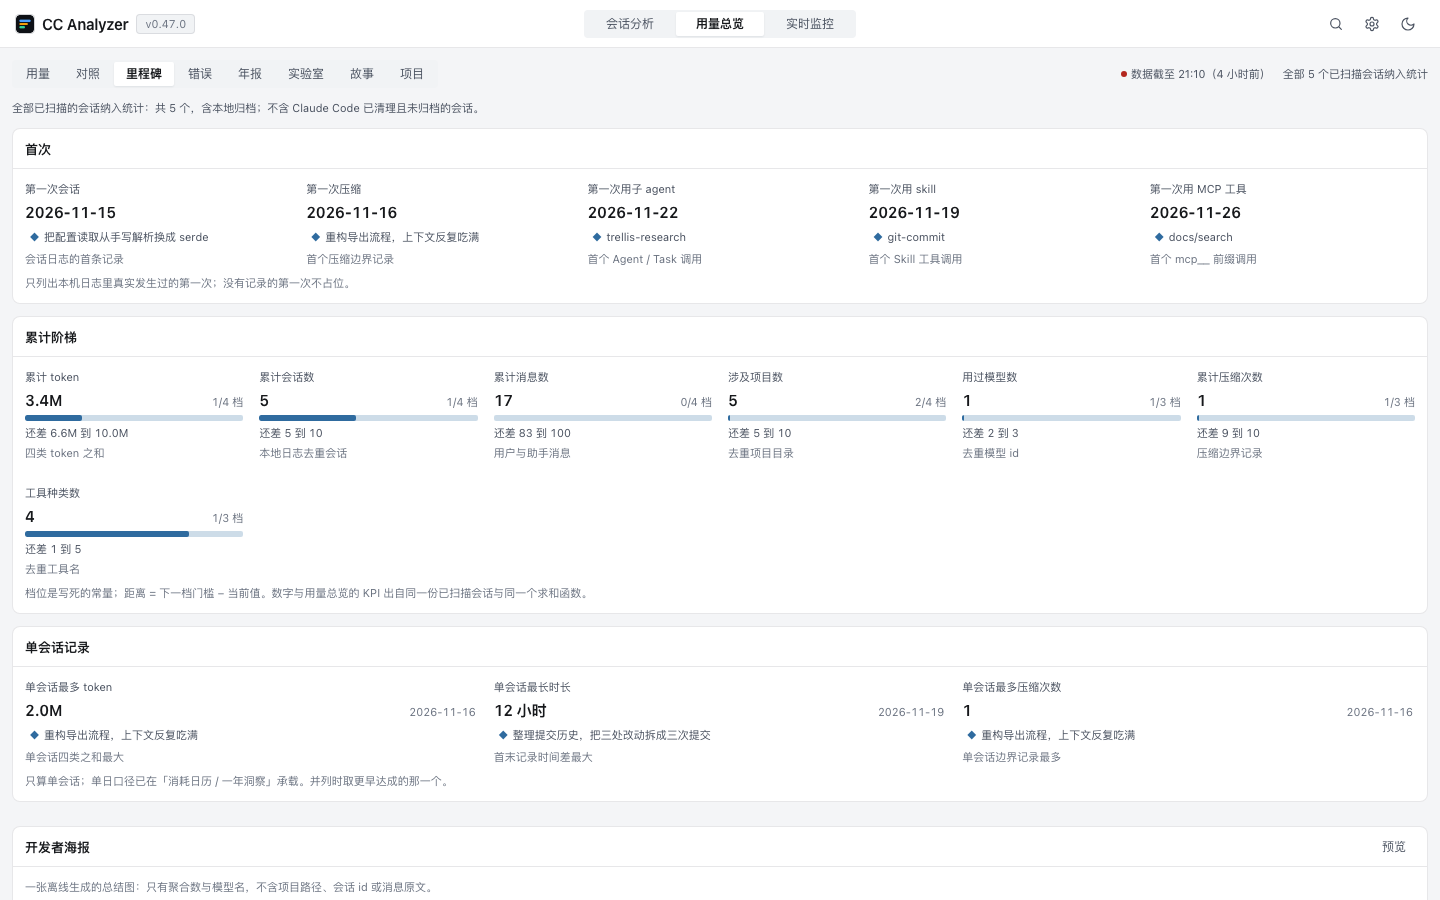 CC Analyzer v0.47.0 会话分析 用量总览 实时监控
用量 对照 里程碑 错误 年报 实验室 故事 项目 数据截至 21:10（4 小时前） 全部 5 个已扫描会话纳入统计
全部已扫描的会话纳入统计：共 5 个，含本地归档；不含 Claude Code 已清理且未归档的会话。
首次
第一次会话 第一次压缩 第一次用子 agent 第一次用 skill 第一次用 MCP 工具
2026-11-15 2026-11-16 2026-11-22 2026-11-19 2026-11-26
把配置读取从手写解析换成 serde 重构导出流程，上下文反复吃满 trellis-research git-commit docs/search
会话日志的首条记录 首个压缩边界记录 首个 Agent / Task 调用 首个 Skill 工具调用 首个 mcp__ 前缀调用
只列出本机日志里真实发生过的第一次；没有记录的第一次不占位。
累计阶梯
累计 token 累计会话数 累计消息数 涉及项目数 用过模型数 累计压缩次数
3.4M 1/4 档 5 1/4 档 17 0/4 档 5 2/4 档 1 1/3 档 1 1/3 档
还差 6.6M 到 10.0M 还差 5 到 10 还差 83 到 100 还差 5 到 10 还差 2 到 3 还差 9 到 10
四类 token 之和 本地日志去重会话 用户与助手消息 去重项目目录 去重模型 id 压缩边界记录
工具种类数
4 1/3 档
还差 1 到 5
去重工具名
档位是写死的常量；距离 = 下一档门槛 − 当前值。数字与用量总览的 KPI 出自同一份已扫描会话与同一个求和函数。
单会话记录
单会话最多 token 单会话最长时长 单会话最多压缩次数
2.0M 2026-11-16 12 小时 2026-11-19 1 2026-11-16
重构导出流程，上下文反复吃满 整理提交历史，把三处改动拆成三次提交 重构导出流程，上下文反复吃满
单会话四类之和最大 首末记录时间差最大 单会话边界记录最多
只算单会话；单日口径已在「消耗日历 / 一年洞察」承载。并列时取更早达成的那一个。
开发者海报 预览
一张离线生成的总结图：只有聚合数与模型名，不含项目路径、会话 id 或消息原文。